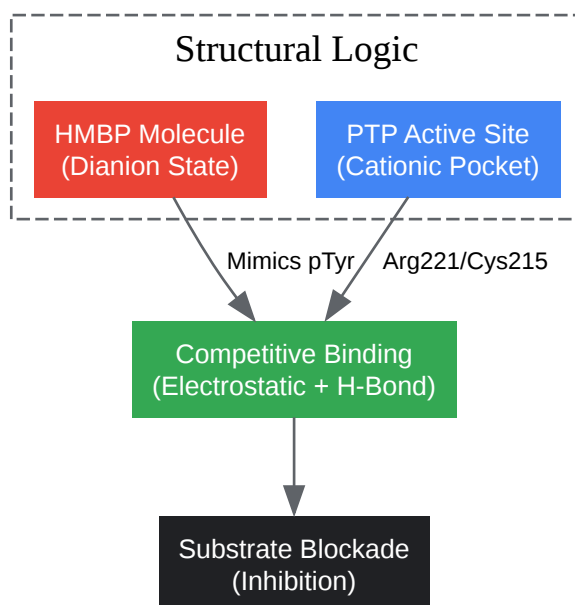 Structural Logic
HMBP Molecule
(Dianion State)
PTP Active Site
(Cationic Pocket)
Mimics pTyr
Arg221/Cys215
Competitive Binding
(Electrostatic + H-Bond)
Substrate Blockade
(Inhibition)